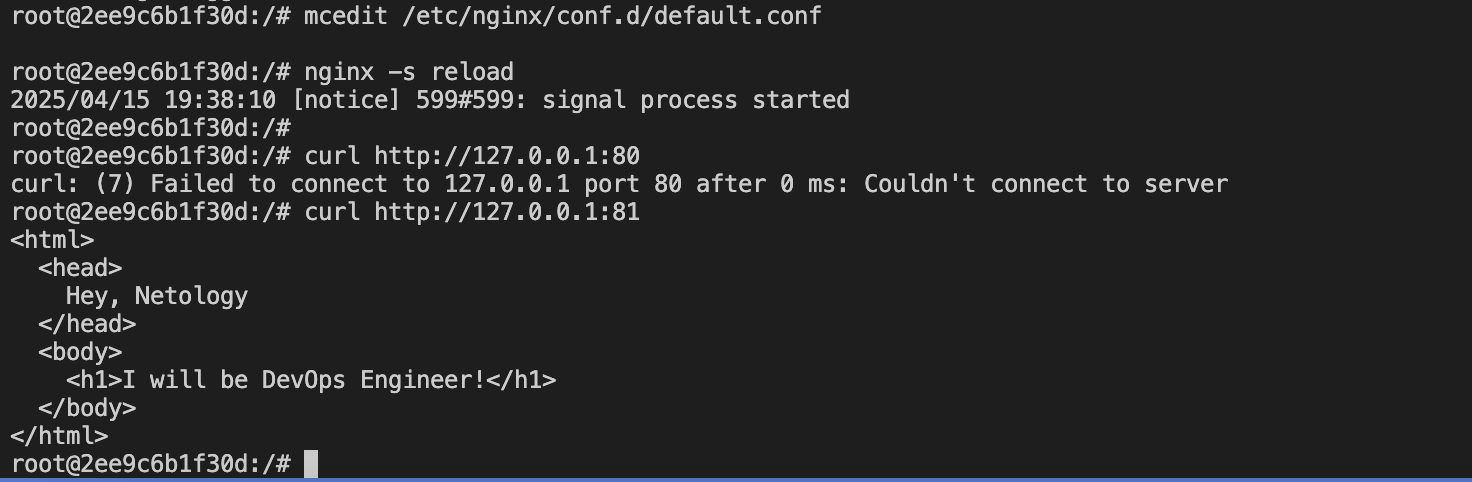 root@2ee9c6b1f30d:/# mcedit /etc/nginx/conf.d/default.conf
root@2ee9c6b1f30d:/# nginx -s reload
2025/04/15 19:38:10 [notice] 599#599: signal process started
root@2ee9c6b1f30d:/#
root@2ee9c6b1f30d:/# curl http://127.0.0.1:80
curl: (7) Failed to connect to 127.0.0.1 port 80 after 0 ms: Couldn't connect to server
root@2ee9c6b1f30d:/# curl http://127.0.0.1:81
<html>
  <head>
    Hey, Netology
  </head>
  <body>
    <h1>I will be DevOps Engineer!</h1>
  </body>
</html>
root@2ee9c6b1f30d:/#